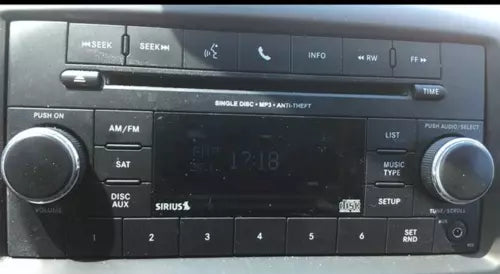 |◀◀SEEK SEEK▶▶| INFO ◀◀ RW FF ▶▶
SINGLE DISC • MP3 • ANTI-THEFT TIME
PUSH ON PUSH AUDIO/SELECT
AM/FM LIST
17:18
SAT MUSIC TYPE
DISC AUX SETUP
SIRIUS
VOLUME TUNE/SCROLL
1 2 3 4 5 6 SET RND